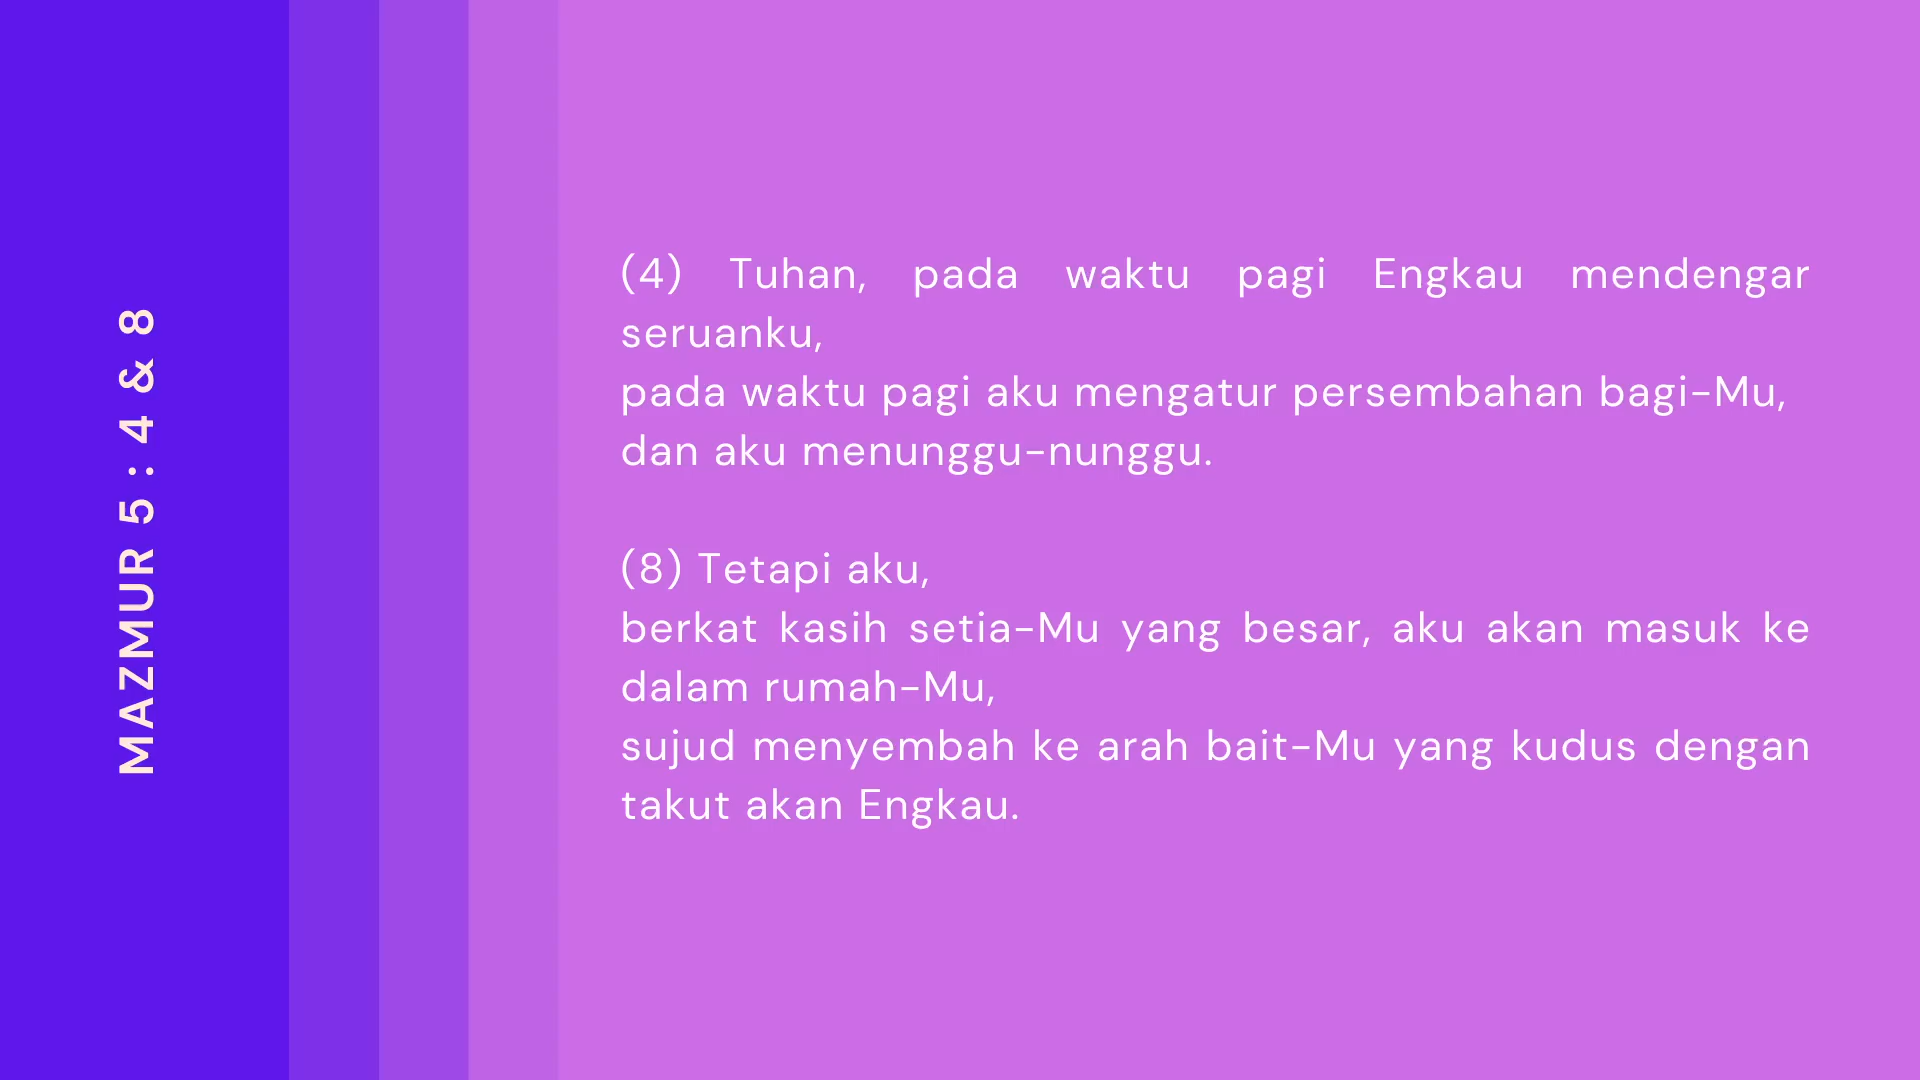 MAZMUR 5 : 4 & 8
(4) Tuhan, pada waktu pagi Engkau mendengar
seruanku,
pada waktu pagi aku mengatur persembahan bagi-Mu,
dan aku menunggu-nunggu.
(8) Tetapi aku,
berkat kasih setia-Mu yang besar, aku akan masuk ke
dalam rumah-Mu,
sujud menyembah ke arah bait-Mu yang kudus dengan
takut akan Engkau.